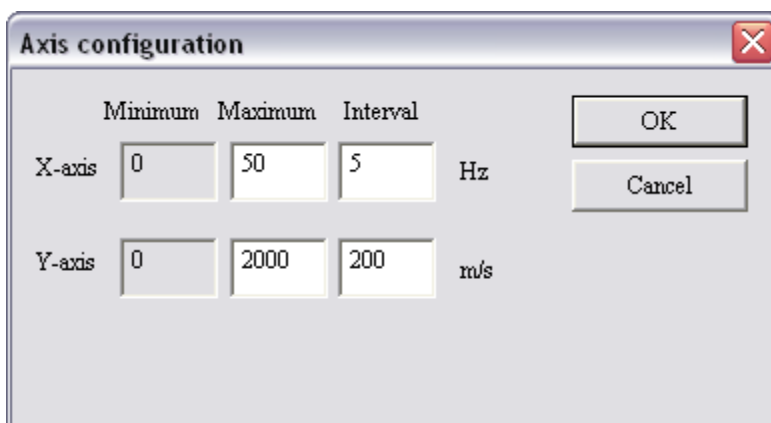 Axis configuration
Minimum Maximum Interval
OK
X-axis 0 50 5 Hz
Cancel
Y-axis 0 2000 200 m/s